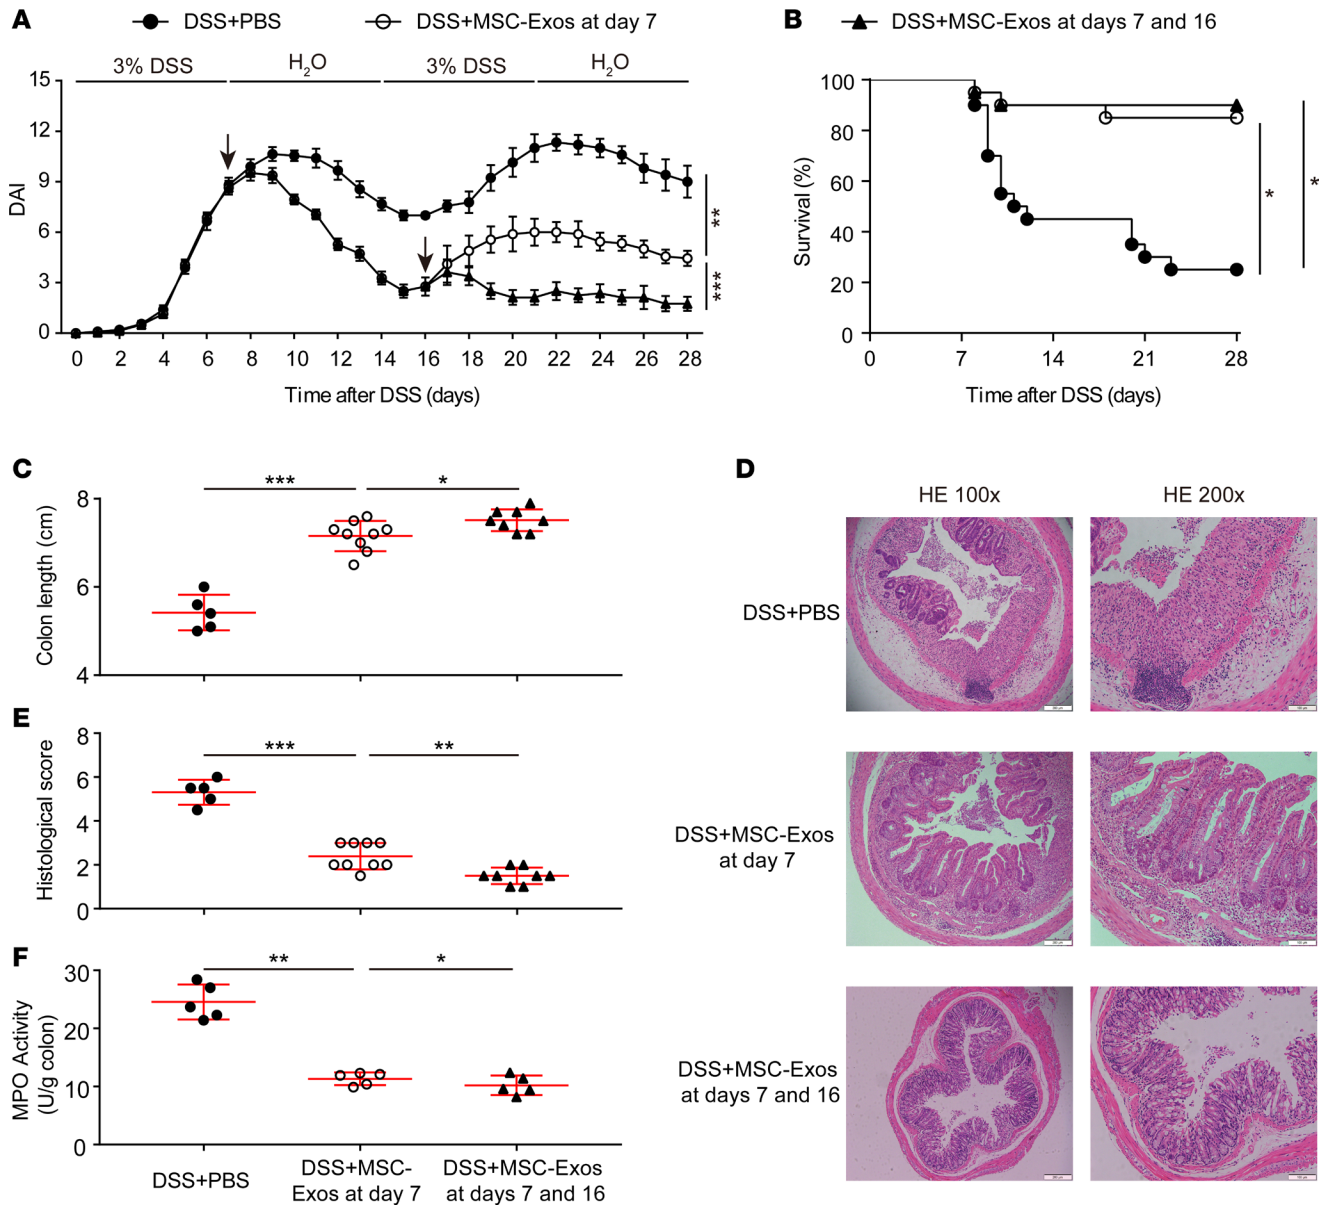 A
DSS+PBS
DSS+MSC-Exos at day 7
B
DSS+MSC-Exos at days 7 and 16
3% DSS
H2O
3% DSS
H2O
15
12
9
6
3
0
DAI
**
***
0 2 4 6 8 10 12 14 16 18 20 22 24 26 28
Time after DSS (days)
100
80
60
40
20
0
Survival (%)
*
*
0 7 14 21 28
Time after DSS (days)
C
***
*
8
6
4
Colon length (cm)
D
HE 100x
HE 200x
DSS+PBS
DSS+MSC-Exos
at day 7
DSS+MSC-Exos
at days 7 and 16
E
***
**
8
6
4
2
0
Histological score
F
**
*
30
20
10
0
MPO Activity
(U/g colon)
DSS+PBS
DSS+MSC-
Exos at day 7
DSS+MSC-Exos
at days 7 and 16